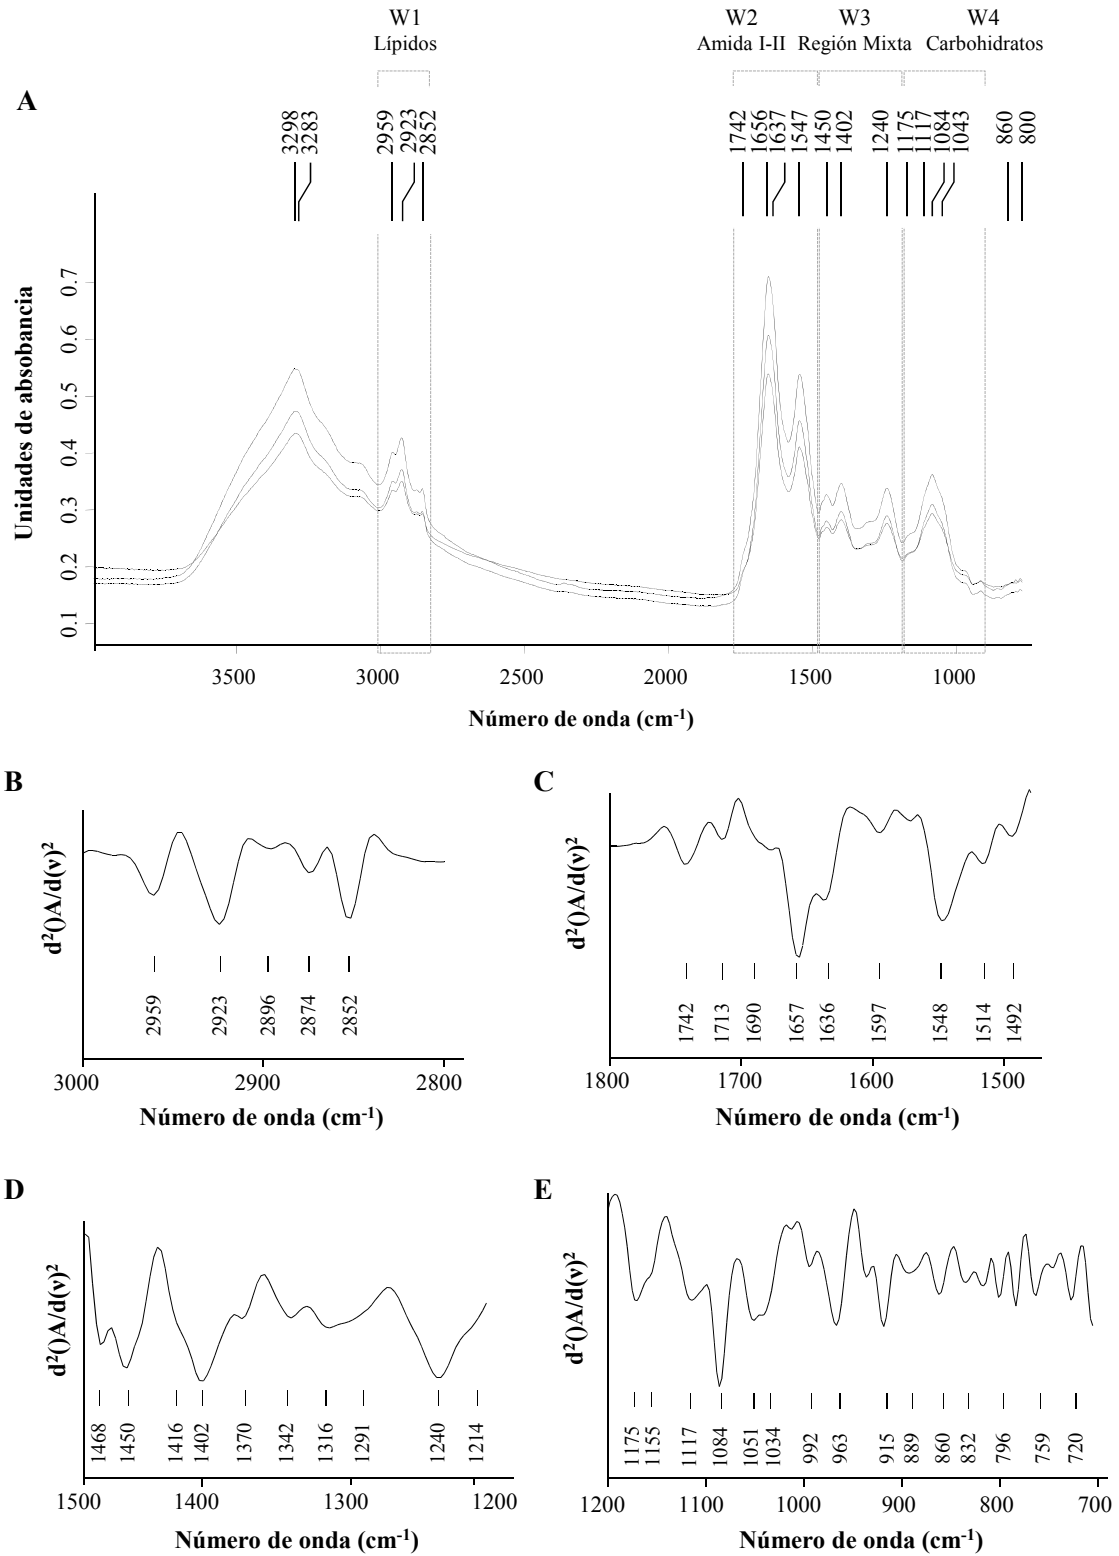 W1 W2 W3 W4
Lípidos Amida I-II Región Mixta Carbohidratos
A
3298 3283 2959 2923 2852 1742 1656 1637 1547 1450 1402 1240 1175 1117 1084 1043 860 800
Unidades de absobancia
0.7
0.6
0.5
0.4
0.3
0.2
0.1
3500 3000 2500 2000 1500 1000
Número de onda (cm-1)
B
d2()A/d(ν)2
2959 2923 2896 2874 2852
3000 2900 2800
Número de onda (cm-1)
C
d2()A/d(ν)2
1742 1713 1690 1657 1636 1597 1548 1514 1492
1800 1700 1600 1500
Número de onda (cm-1)
D
d2()A/d(ν)2
1468 1450 1416 1402 1370 1342 1316 1291 1240 1214
1500 1400 1300 1200
Número de onda (cm-1)
E
d2()A/d(ν)2
1175 1155 1117 1084 1051 1034 992 963 915 889 860 832 796 759 720
1200 1100 1000 900 800 700
Número de onda (cm-1)